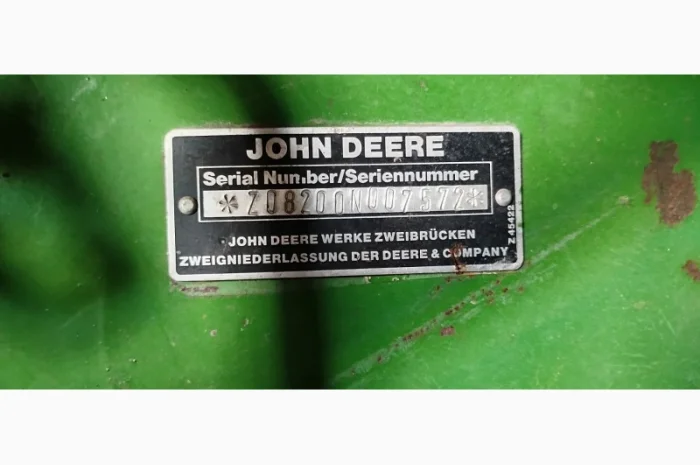 JOHN DEERE
Serial Number/Seriennummer
*Z08200N007572*
JOHN DEERE WERKE ZWEIBRÜCKEN
ZWEIGNIEDERLASSUNG DER DEERE & COMPANY
Z 45422